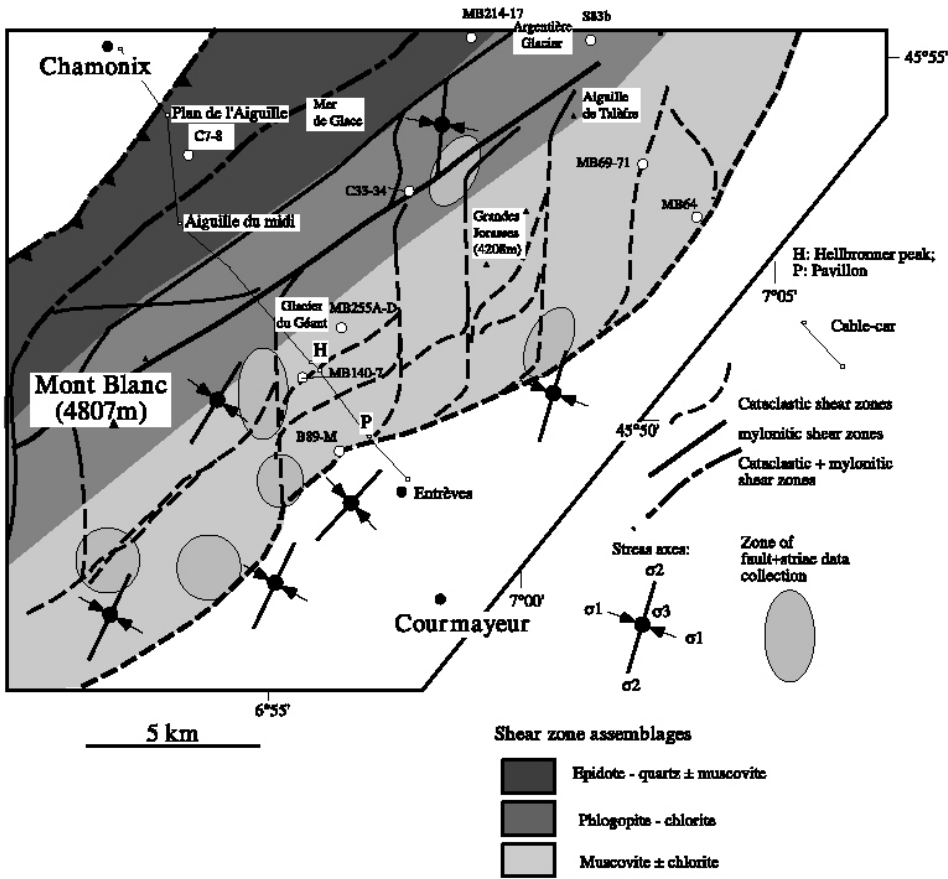 MB214-17
S83b
Argentière
Glacier
Chamonix
45°55'
Plan de l'Aiguille
C7-8
Mer
de Glace
Aiguille
de Talèfre
MB69-71
C33-34
MB64
Aiguille du midi
Grandes
Jorasses
(4208m)
H: Hellbronner peak;
P: Pavillon
7°05'
Glacier
du Géant
MB255A-D
Cable-car
H
MB140-7
Mont Blanc
(4807m)
P
B89-M
45°50'
Cataclastic shear zones
mylonitic shear zones
Cataclastic + mylonitic
shear zones
Entrèves
Stress axes:
σ2
σ1
σ3
σ1
σ2
Zone of
fault+striae data
collection
7°00'
Courmayeur
6°55'
5 km
Shear zone assemblages
Epidote - quartz ± muscovite
Phlogopite - chlorite
Muscovite ± chlorite